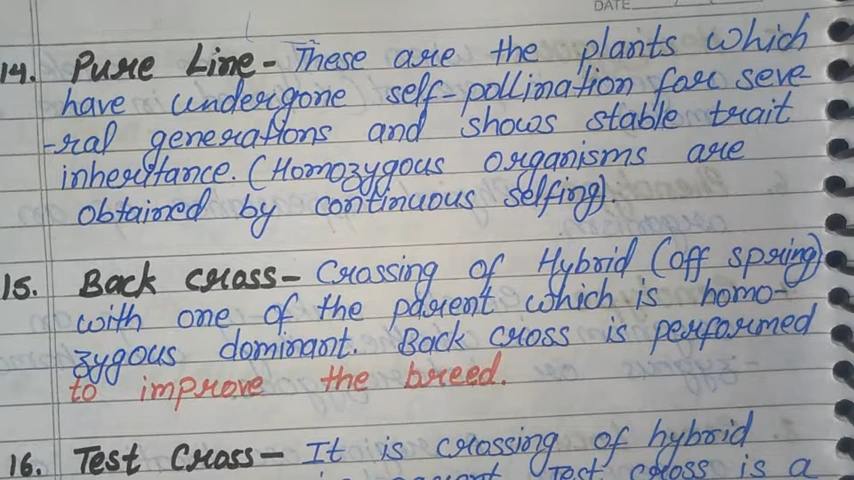 DATE
14. Pure Line - These are the plants which
have undergone self-pollination for seve-
-ral generations and shows stable trait
inheritance. (Homozygous organisms are
obtained by continuous selfing).
15. Back cross - Crossing of Hybrid (off spring)
with one of the parent which is homo-
zygous dominant. Back cross is performed
to improve the breed.
16. Test Cross - It is crossing of hybrid
Test cross is a